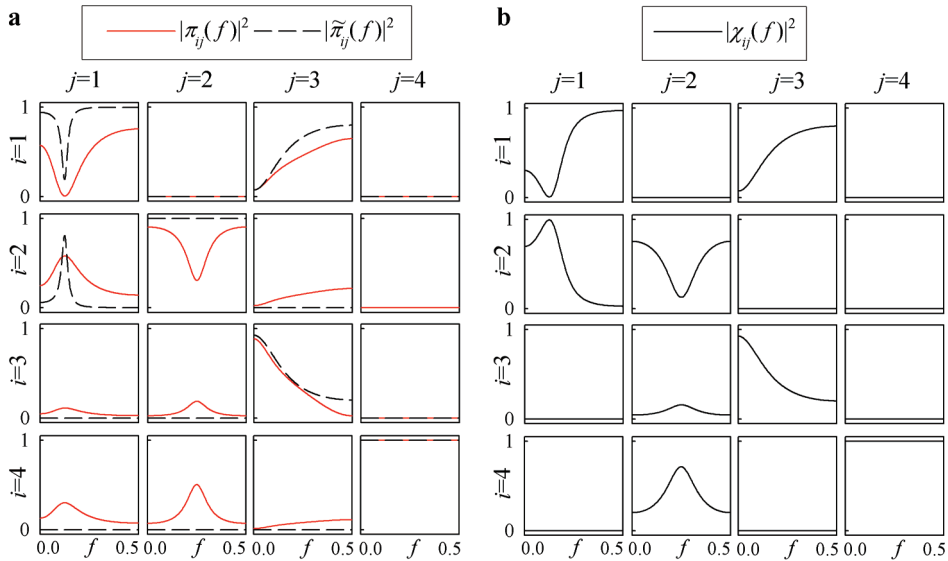 a
b
|π_ij(f)|² |π̃_ij(f)|²
|χ_ij(f)|²
j=1 j=2 j=3 j=4
j=1 j=2 j=3 j=4
i=1 1 0
i=2 1 0
i=3 1 0
i=4 1 0
i=1 1 0
i=2 1 0
i=3 1 0
i=4 1 0
0.0 f 0.5 0.0 f 0.5 0.0 f 0.5 0.0 f 0.5
0.0 f 0.5 0.0 f 0.5 0.0 f 0.5 0.0 f 0.5